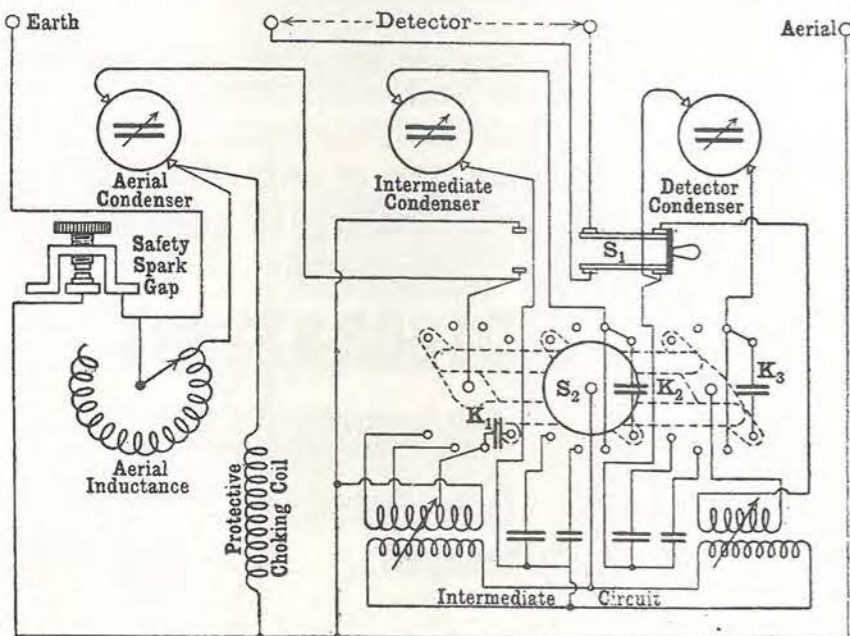 Earth
Detector
Aerial
Aerial
Condenser
Intermediate
Condenser
Detector
Condenser
Safety
Spark
Gap
S1
S2
K1
K2
K3
Aerial
Inductance
Protective
Choking Coil
Intermediate Circuit